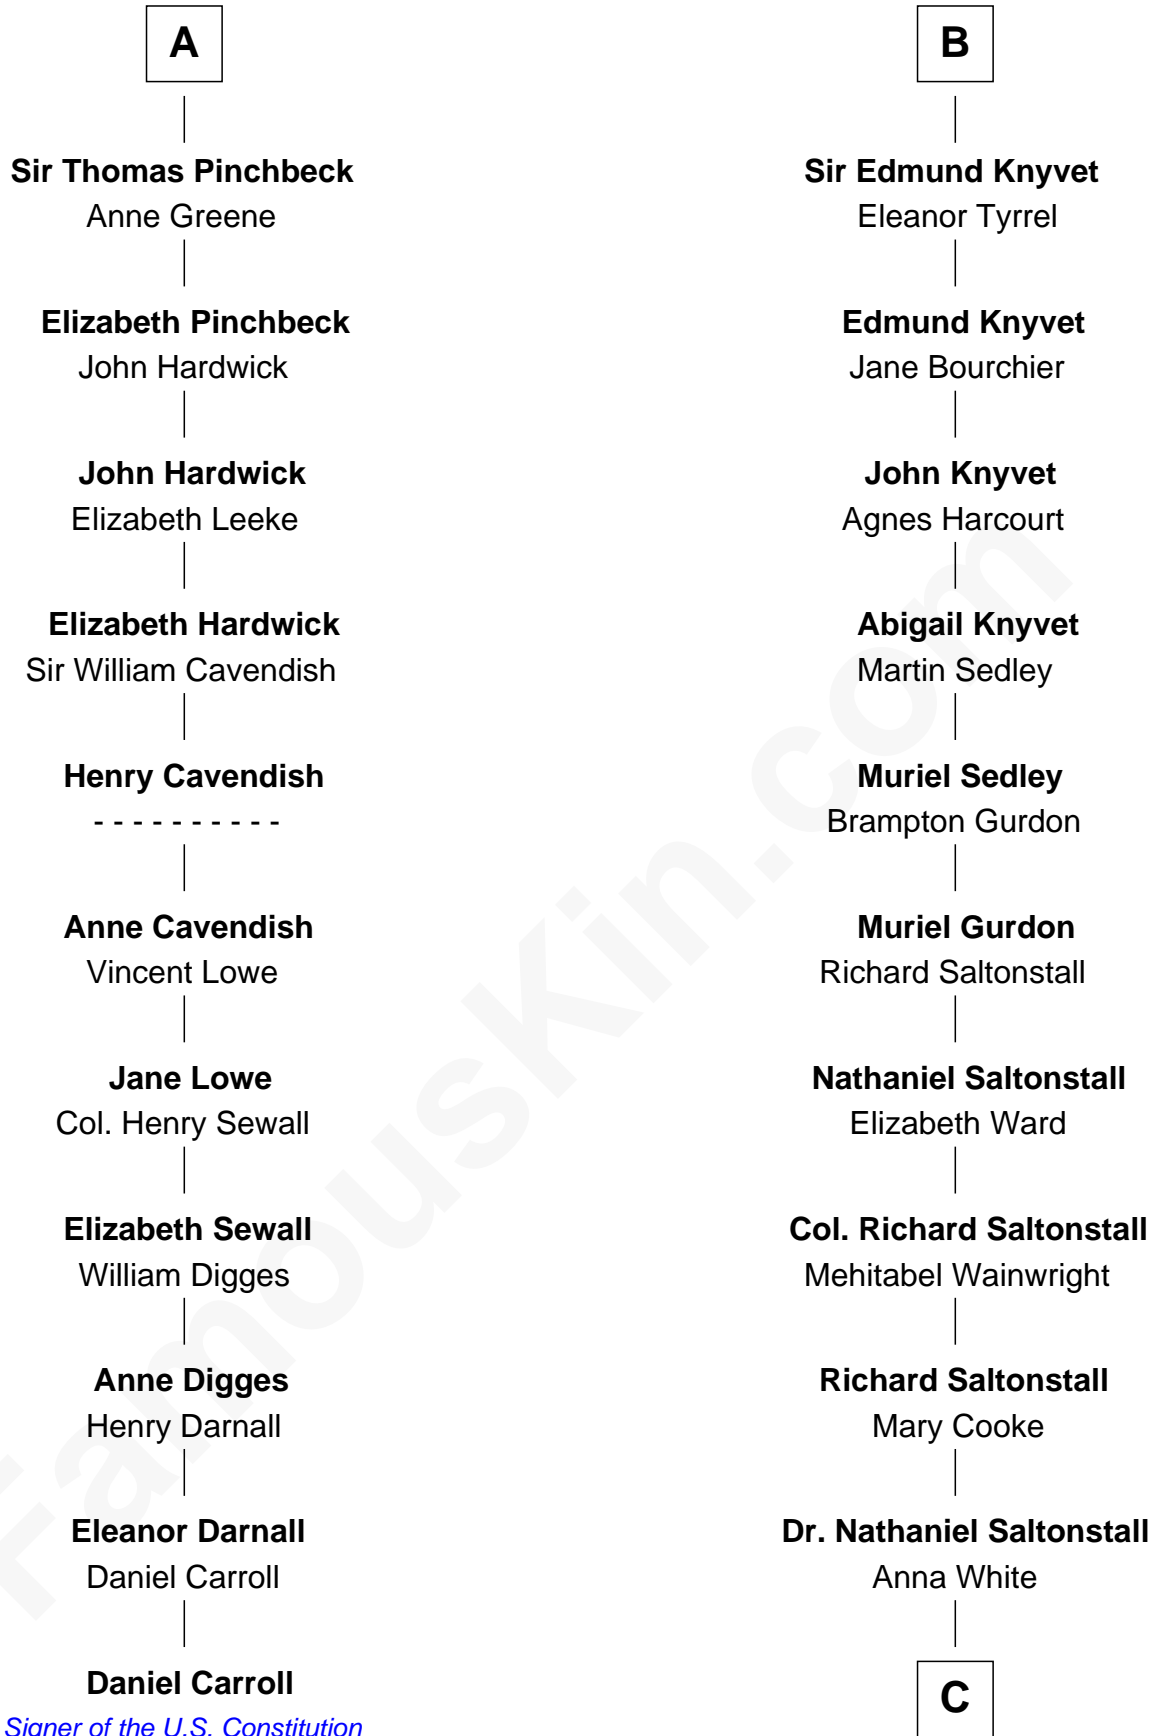 A
Sir Thomas Pinchbeck
Anne Greene
Elizabeth Pinchbeck
John Hardwick
John Hardwick
Elizabeth Leeke
Elizabeth Hardwick
Sir William Cavendish
Henry Cavendish
- - - - - - - - - -
Anne Cavendish
Vincent Lowe
Jane Lowe
Col. Henry Sewall
Elizabeth Sewall
William Digges
Anne Digges
Henry Darnall
Eleanor Darnall
Daniel Carroll
Daniel Carroll
Signer of the U.S. Constitution
B
Sir Edmund Knyvet
Eleanor Tyrrel
Edmund Knyvet
Jane Bourchier
John Knyvet
Agnes Harcourt
Abigail Knyvet
Martin Sedley
Muriel Sedley
Brampton Gurdon
Muriel Gurdon
Richard Saltonstall
Nathaniel Saltonstall
Elizabeth Ward
Col. Richard Saltonstall
Mehitabel Wainwright
Richard Saltonstall
Mary Cooke
Dr. Nathaniel Saltonstall
Anna White
C
FamousKin.com